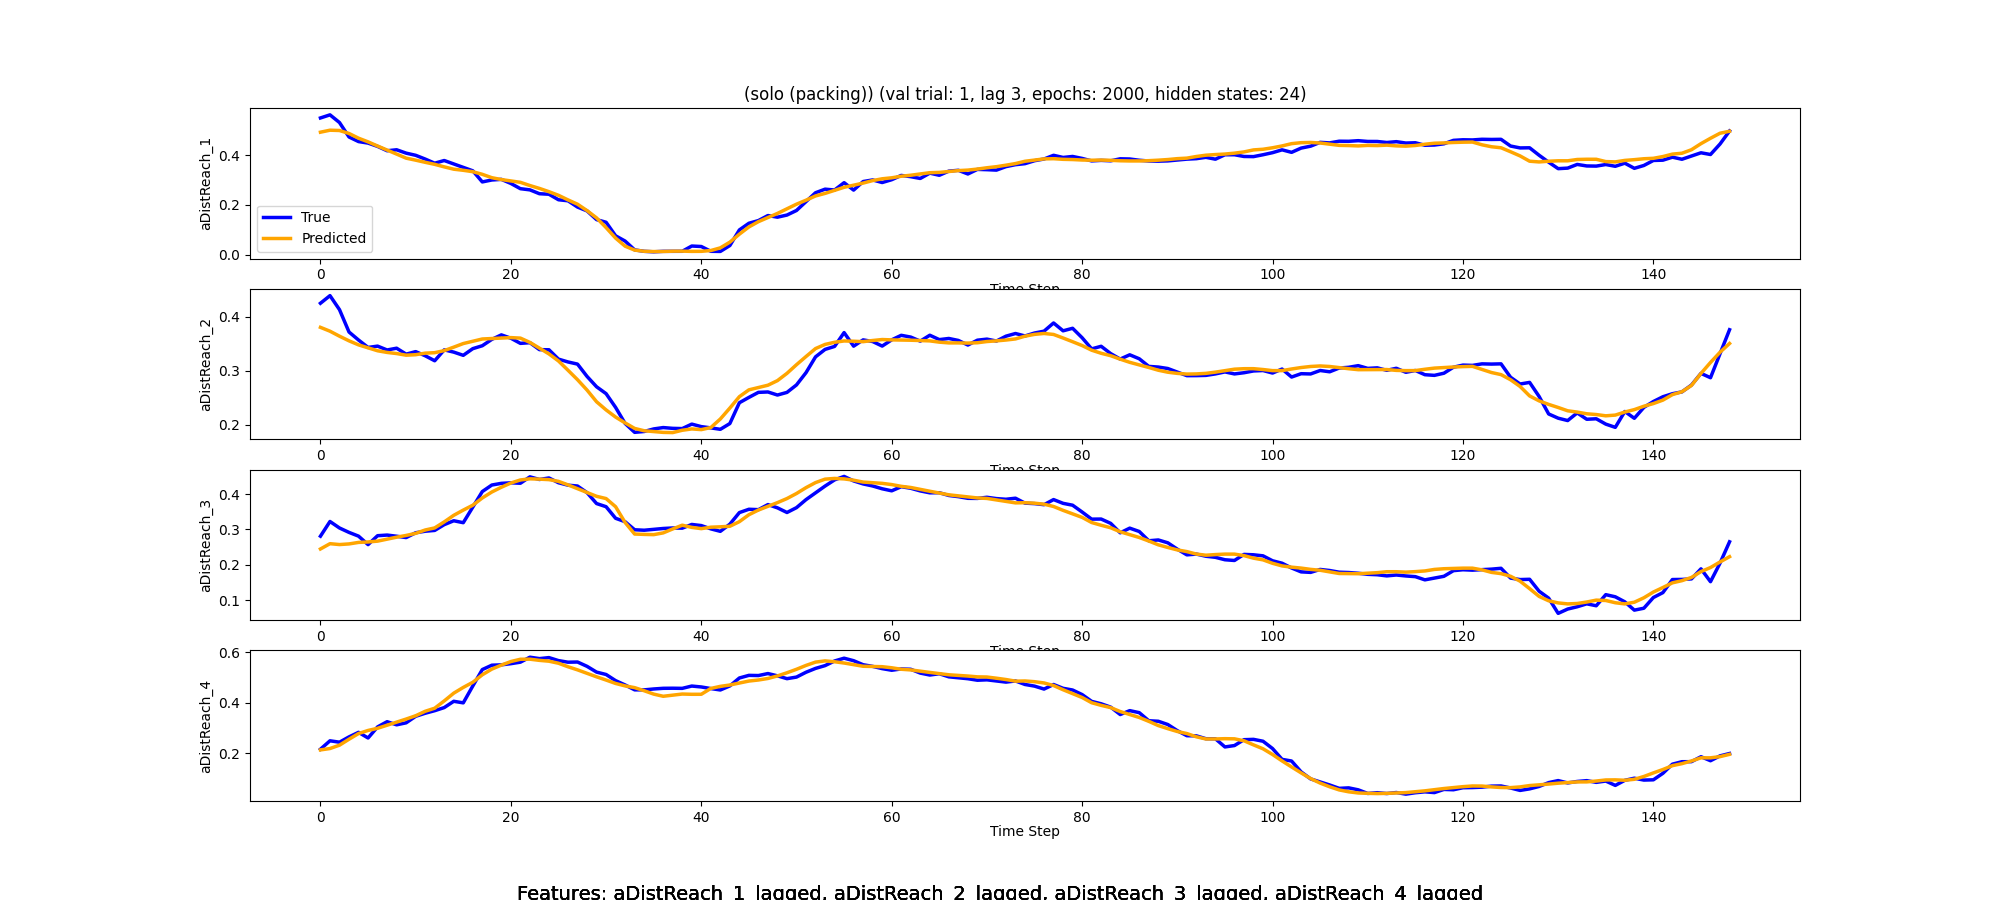 (solo (packing)) (val trial: 1, lag 3, epochs: 2000, hidden states: 24)
aDistReach_1
0.4
0.2
0.0
True
Predicted
0 20 40 60 80 100 120 140
Time Step
aDistReach_2
0.4
0.3
0.2
0 20 40 60 80 100 120 140
Time Step
aDistReach_3
0.4
0.3
0.2
0.1
0 20 40 60 80 100 120 140
Time Step
aDistReach_4
0.6
0.4
0.2
0 20 40 60 80 100 120 140
Time Step
Features: aDistReach_1_lagged, aDistReach_2_lagged, aDistReach_3_lagged, aDistReach_4_lagged